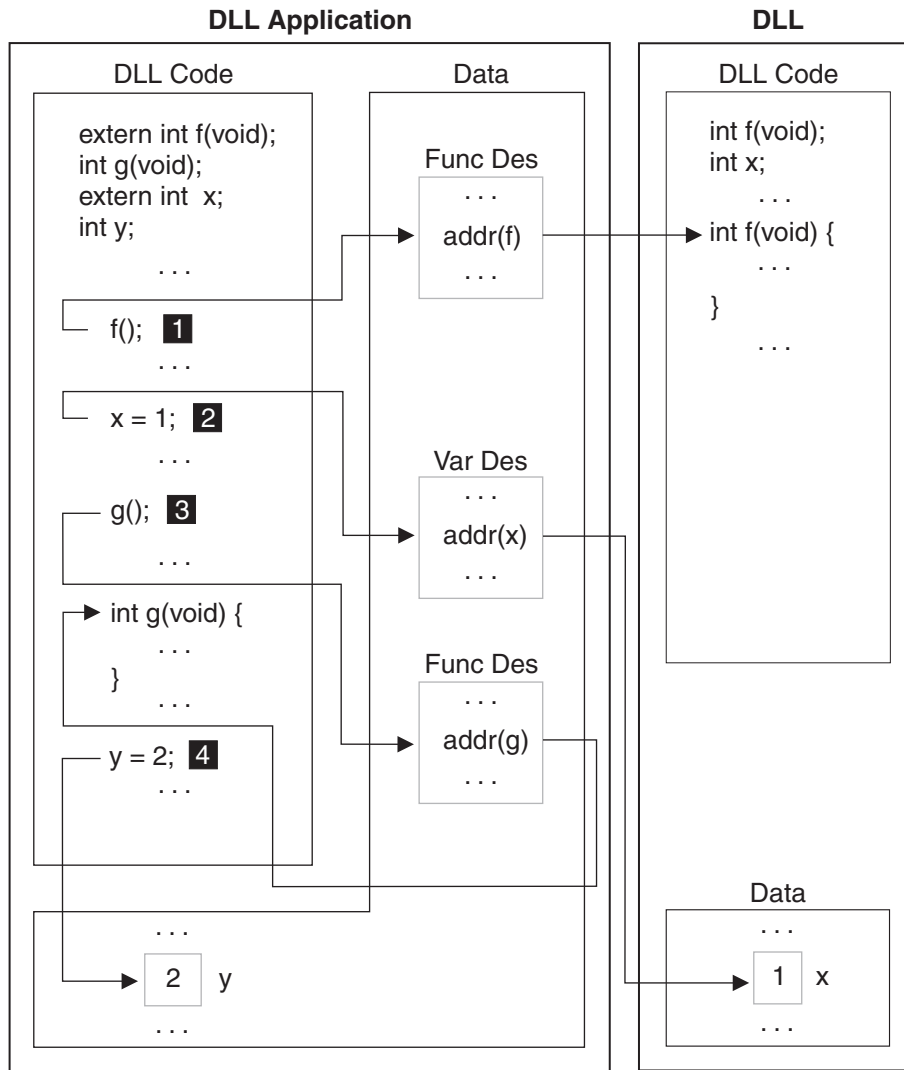 DLL Application
DLL Code
extern int f(void);
int g(void);
extern int x;
int y;
. . .
f(); 1
. . .
x = 1; 2
. . .
g(); 3
. . .
int g(void) {
. . .
}
. . .
y = 2; 4
. . .
Data
Func Des
. . .
addr(f)
. . .
Var Des
. . .
addr(x)
. . .
Func Des
. . .
addr(g)
. . .
. . .
2 y
. . .
DLL
DLL Code
int f(void);
int x;
. . .
int f(void) {
. . .
}
. . .
Data
. . .
1 x
. . .